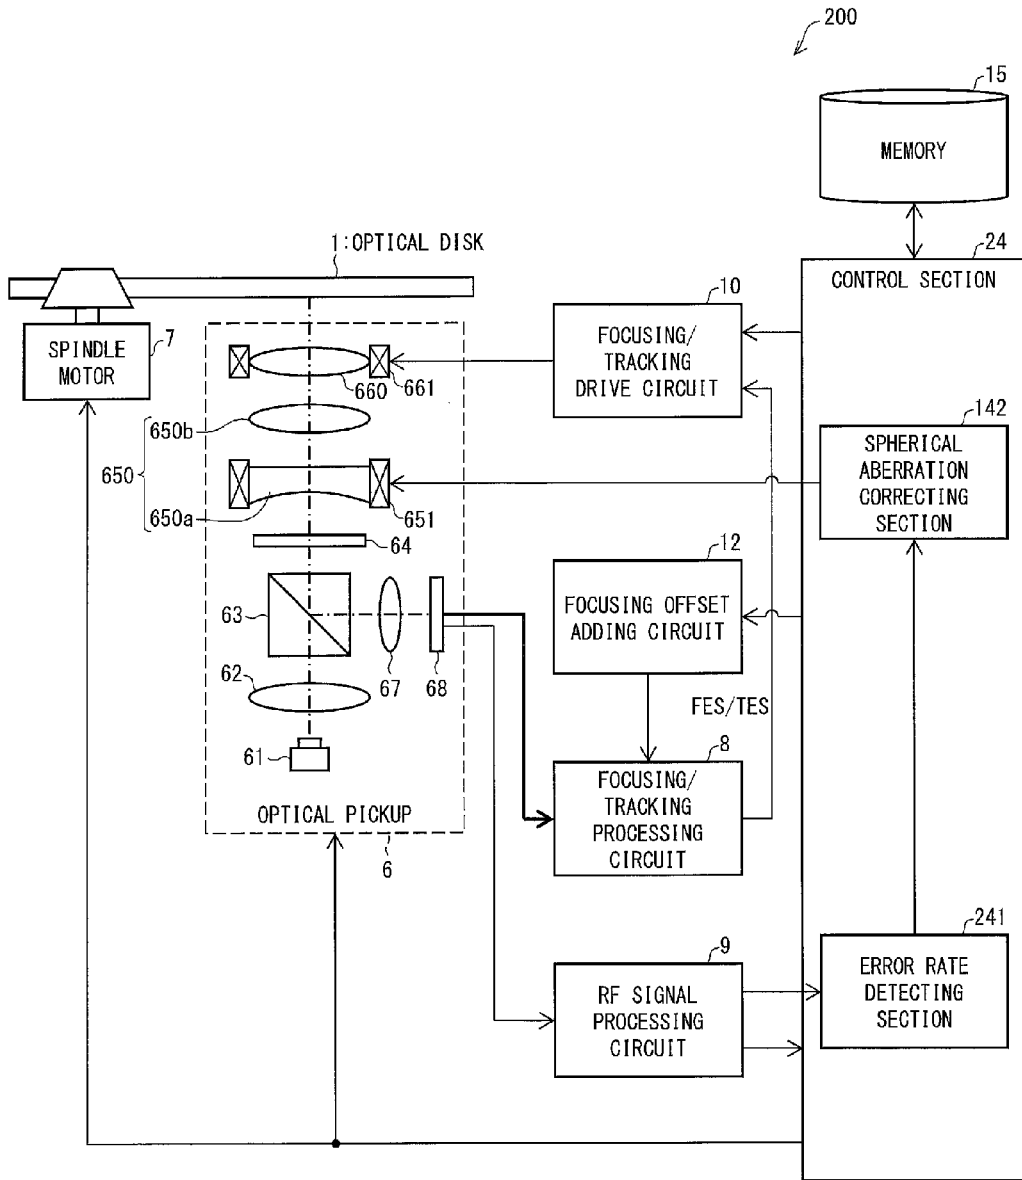 200
15
MEMORY
1:OPTICAL DISK
24
CONTROL SECTION
7
SPINDLE
MOTOR
10
FOCUSING/
TRACKING
DRIVE CIRCUIT
660
661
650b
650
650a
651
142
SPHERICAL
ABERRATION
CORRECTING
SECTION
64
12
FOCUSING OFFSET
ADDING CIRCUIT
63
67
68
62
FES/TES
61
8
FOCUSING/
TRACKING
PROCESSING
CIRCUIT
OPTICAL PICKUP
6
241
ERROR RATE
DETECTING
SECTION
9
RF SIGNAL
PROCESSING
CIRCUIT